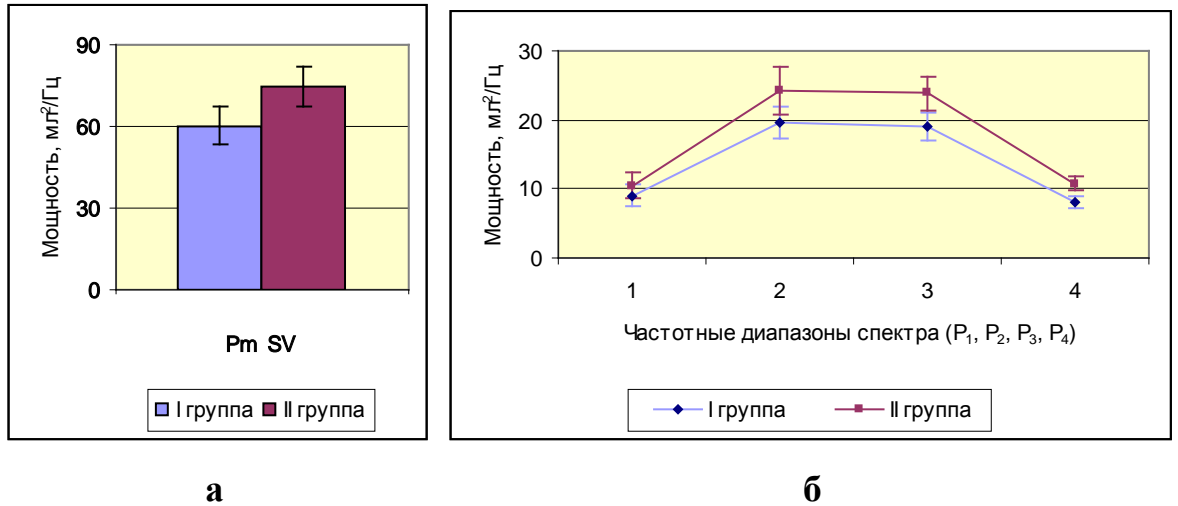 Мощность, мл²/Гц
90
60
30
0
Pm SV
I группа II группа
а
Мощность, мл²/Гц
30
20
10
0
1 2 3 4
Частотные диапазоны спектра (P₁, P₂, P₃, P₄)
I группа II группа
б